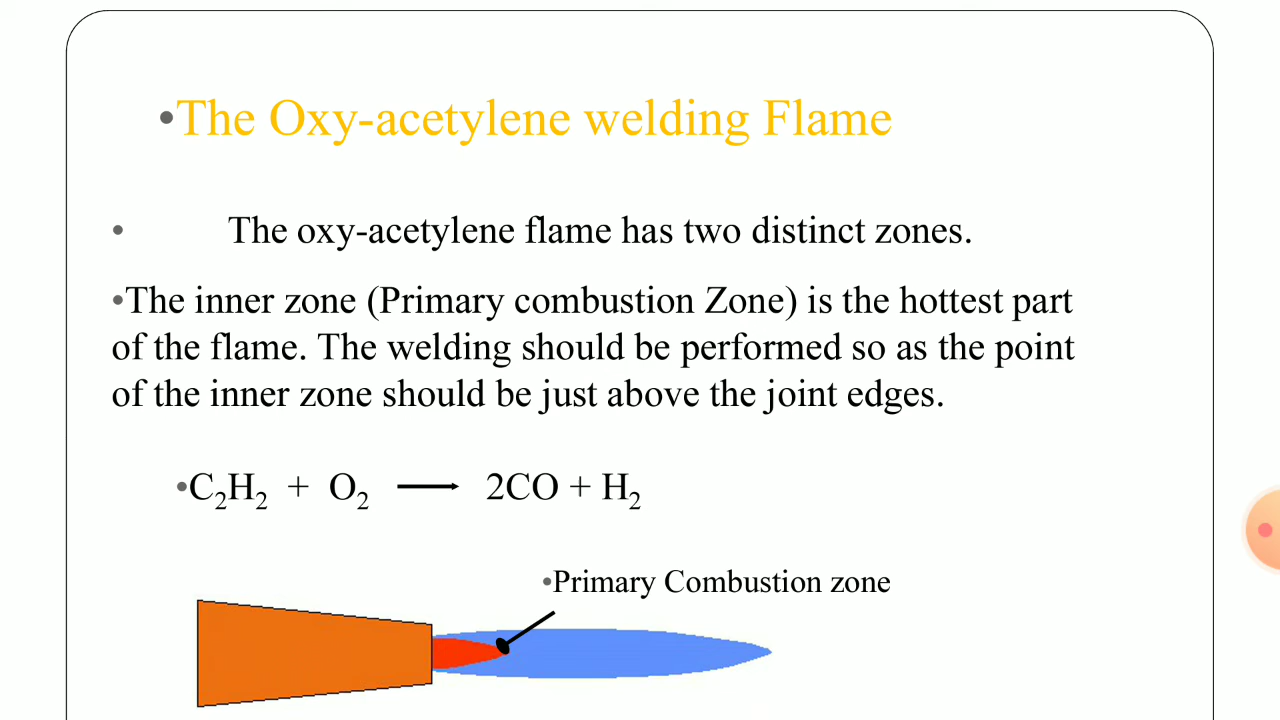 •The Oxy-acetylene welding Flame
• The oxy-acetylene flame has two distinct zones.
•The inner zone (Primary combustion Zone) is the hottest part
of the flame. The welding should be performed so as the point
of the inner zone should be just above the joint edges.
•C₂H₂ + O₂ ⟶ 2CO + H₂
•Primary Combustion zone